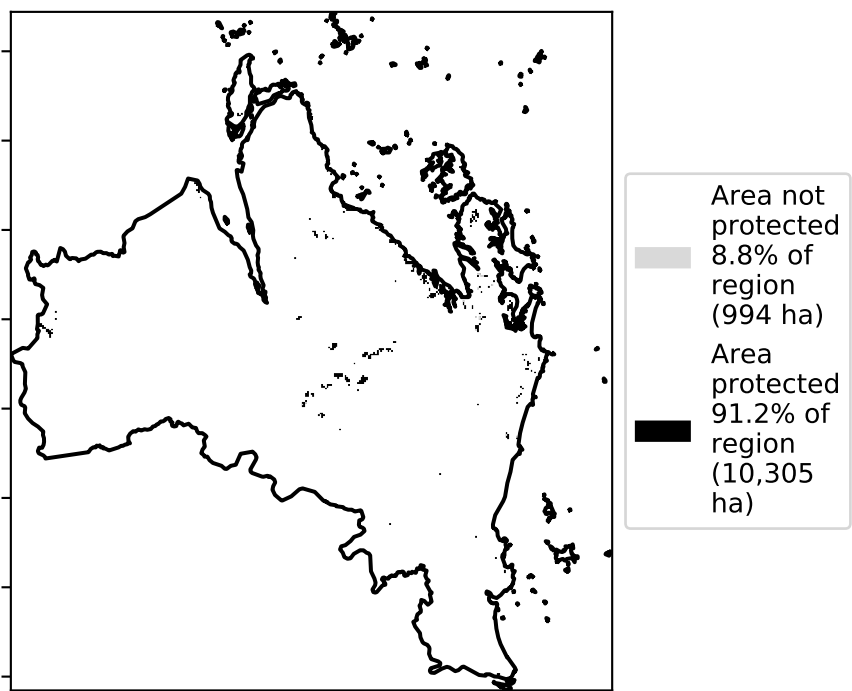 Area not
protected
8.8% of
region
(994 ha)
Area
protected
91.2% of
region
(10,305
ha)